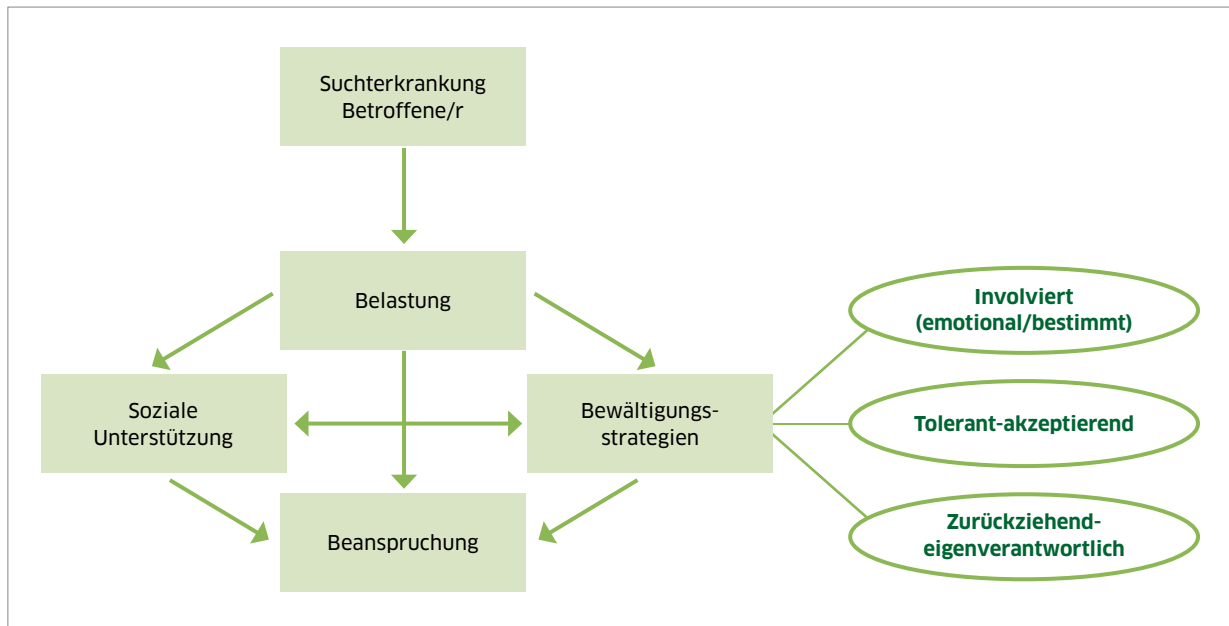 Suchterkrankung
Betroffene/r
Belastung
Involviert
(emotional/bestimmt)
Soziale
Unterstützung
Bewältigungs-
strategien
Tolerant-akzeptierend
Beanspruchung
Zurückziehend-
eigenverantwortlich